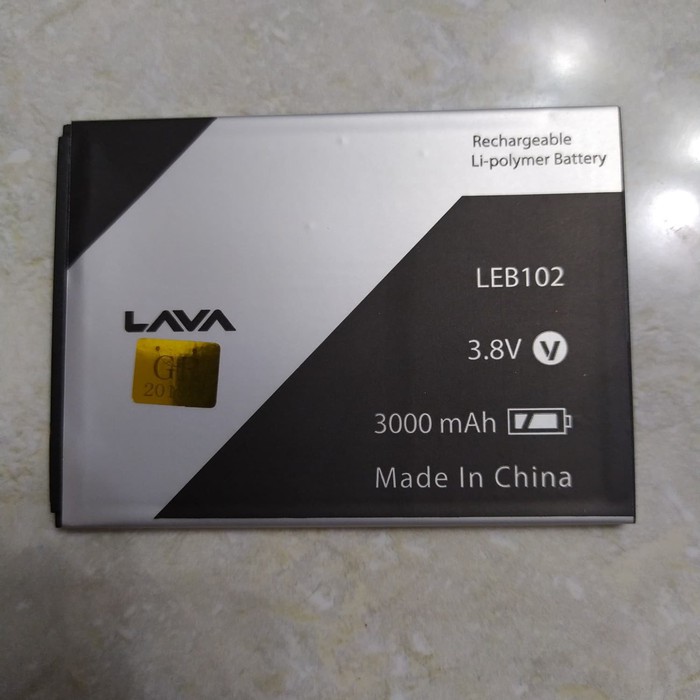 Rechargeable
Li-polymer Battery
LEB102
LAVA
3.8V
3000 mAh
Made In China